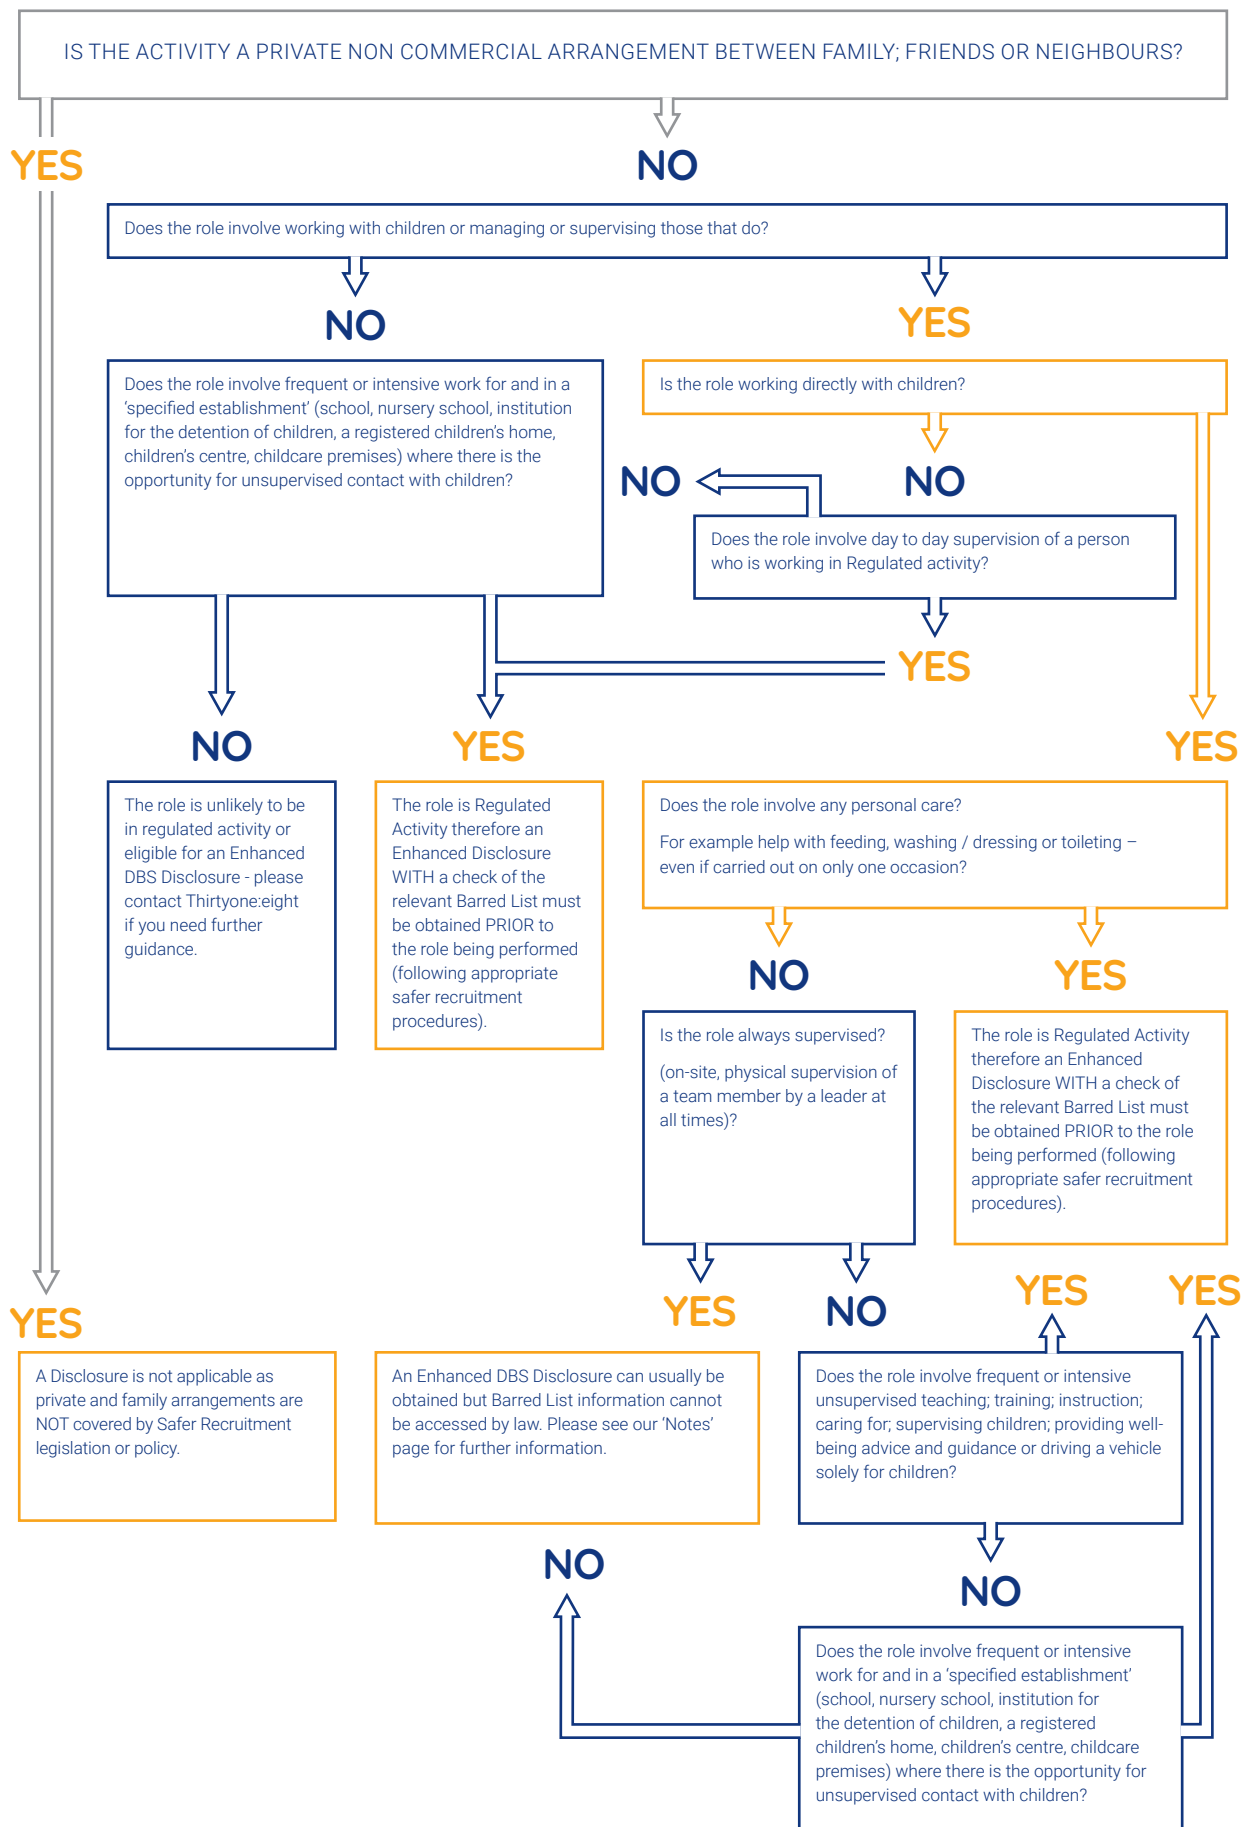 IS THE ACTIVITY A PRIVATE NON COMMERCIAL ARRANGEMENT BETWEEN FAMILY; FRIENDS OR NEIGHBOURS?
YES
NO
Does the role involve working with children or managing or supervising those that do?
NO
YES
Does the role involve frequent or intensive work for and in a
‘specified establishment’ (school, nursery school, institution
for the detention of children, a registered children’s home,
children’s centre, childcare premises) where there is the
opportunity for unsupervised contact with children?
Is the role working directly with children?
NO
NO
Does the role involve day to day supervision of a person
who is working in Regulated activity?
YES
NO
YES
YES
The role is unlikely to be
in regulated activity or
eligible for an Enhanced
DBS Disclosure - please
contact Thirtyone:eight
if you need further
guidance.
The role is Regulated
Activity therefore an
Enhanced Disclosure
WITH a check of the
relevant Barred List must
be obtained PRIOR to
the role being performed
(following appropriate
safer recruitment
procedures).
Does the role involve any personal care?
For example help with feeding, washing / dressing or toileting –
even if carried out on only one occasion?
NO
YES
Is the role always supervised?
(on-site, physical supervision of
a team member by a leader at
all times)?
The role is Regulated Activity
therefore an Enhanced
Disclosure WITH a check of
the relevant Barred List must
be obtained PRIOR to the role
being performed (following
appropriate safer recruitment
procedures).
YES
YES
NO
YES
YES
A Disclosure is not applicable as
private and family arrangements are
NOT covered by Safer Recruitment
legislation or policy.
An Enhanced DBS Disclosure can usually be
obtained but Barred List information cannot
be accessed by law. Please see our ‘Notes’
page for further information.
Does the role involve frequent or intensive
unsupervised teaching; training; instruction;
caring for; supervising children; providing well-
being advice and guidance or driving a vehicle
solely for children?
NO
NO
Does the role involve frequent or intensive
work for and in a ‘specified establishment’
(school, nursery school, institution for
the detention of children, a registered
children’s home, children’s centre, childcare
premises) where there is the opportunity for
unsupervised contact with children?